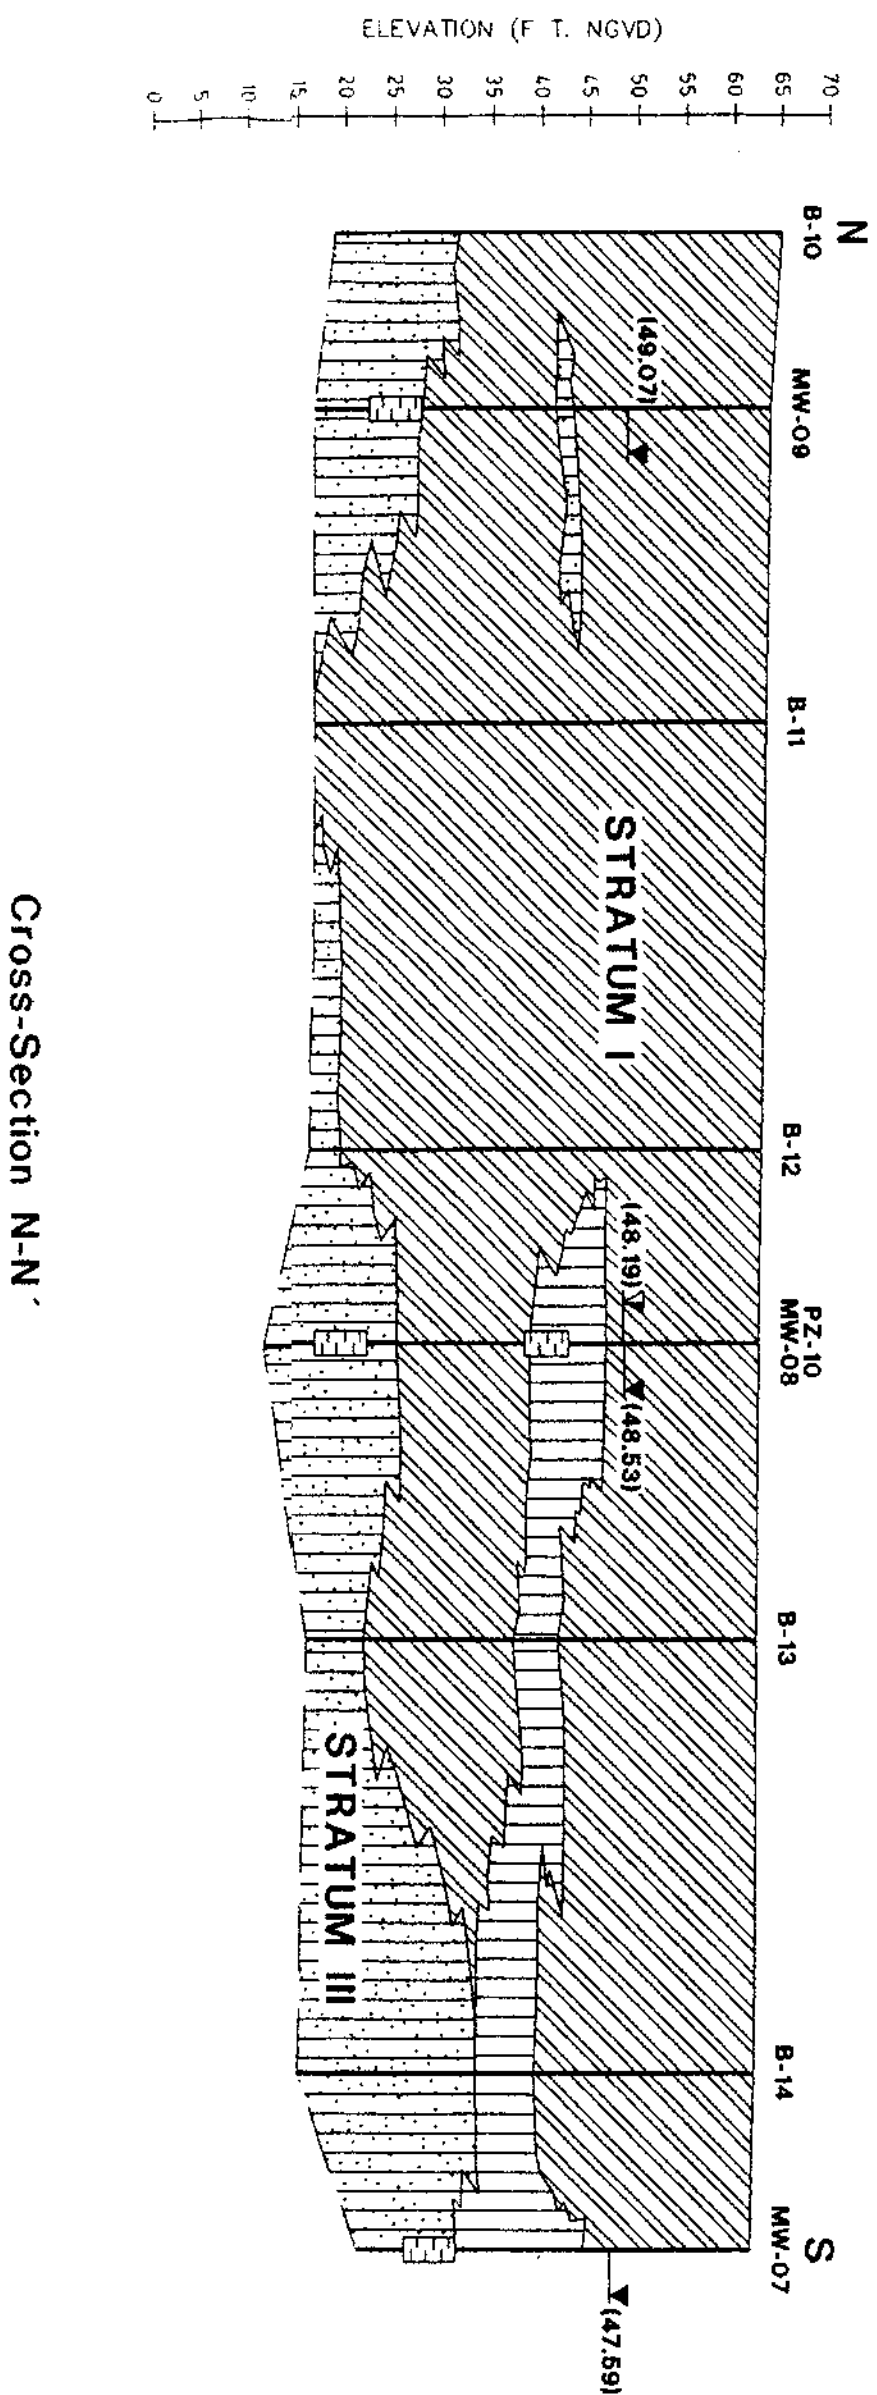 ELEVATION (F T. NGVD)
70
65
60
55
50
45
40
35
30
25
20
15
10
5
0
N
B-10
MW-09
B-11
B-12
PZ-10
MW-08
B-13
B-14
S
MW-07
(49.07)
(48.19)
(48.53)
(47.59)
STRATUM I
STRATUM III
Cross-Section N-N´